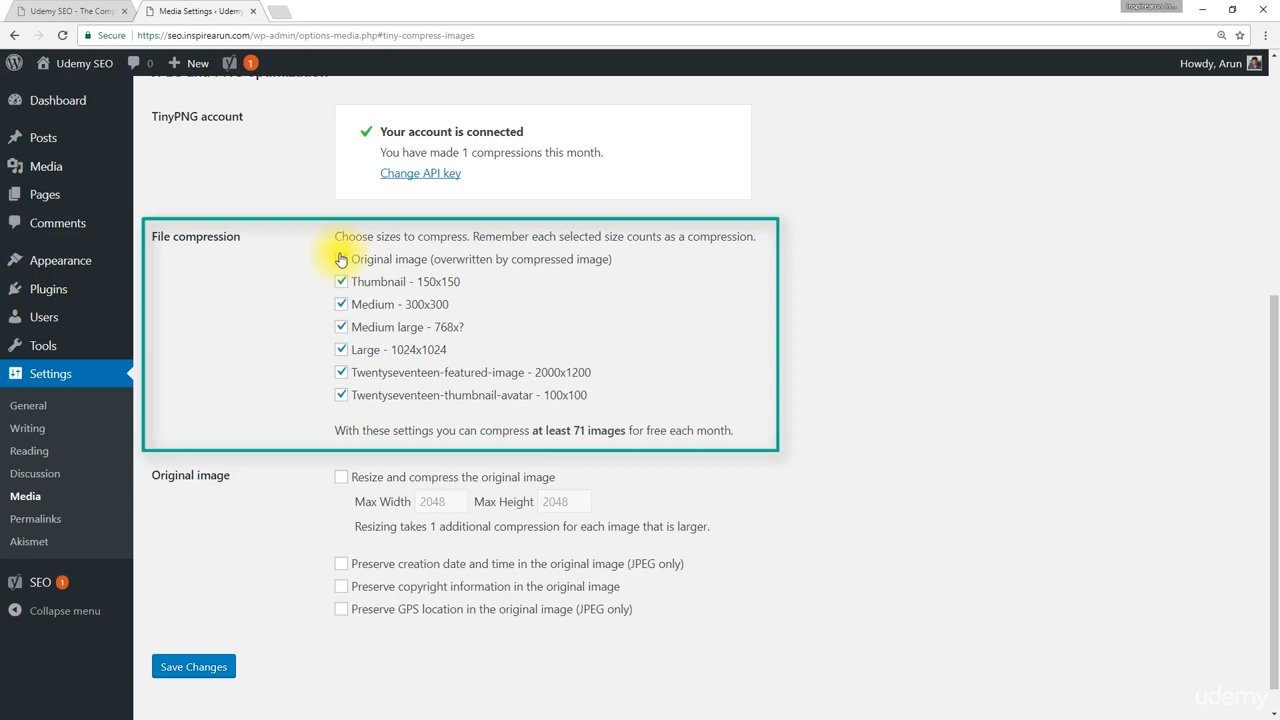 Udemy SEO - The Comp
Media Settings ‹ Udemy
inspirearun in...
Secure
https://seo.inspirearun.com/wp-admin/options-media.php#tiny-compress-images
Udemy SEO
0
New
1
Howdy, Arun
Dashboard
Posts
Media
Pages
Comments
Appearance
Plugins
Users
Tools
Settings
General
Writing
Reading
Discussion
Media
Permalinks
Akismet
SEO 1
Collapse menu
TinyPNG account
Your account is connected
You have made 1 compressions this month.
Change API key
File compression
Choose sizes to compress. Remember each selected size counts as a compression.
Original image (overwritten by compressed image)
Thumbnail - 150x150
Medium - 300x300
Medium large - 768x?
Large - 1024x1024
Twentyseventeen-featured-image - 2000x1200
Twentyseventeen-thumbnail-avatar - 100x100
With these settings you can compress at least 71 images for free each month.
Original image
Resize and compress the original image
Max Width 2048 Max Height 2048
Resizing takes 1 additional compression for each image that is larger.
Preserve creation date and time in the original image (JPEG only)
Preserve copyright information in the original image
Preserve GPS location in the original image (JPEG only)
Save Changes
udemy